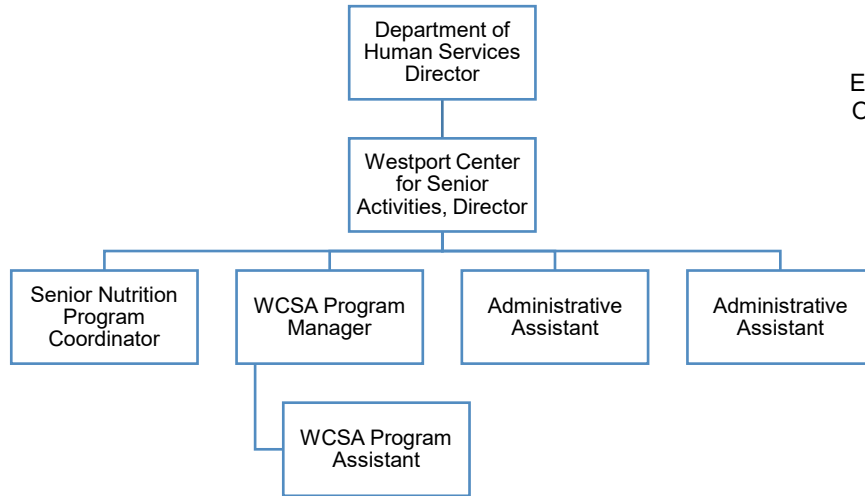 Department of
Human Services
Director
E
C
Westport Center
for Senior
Activities, Director
Senior Nutrition
Program
Coordinator
WCSA Program
Manager
Administrative
Assistant
Administrative
Assistant
WCSA Program
Assistant